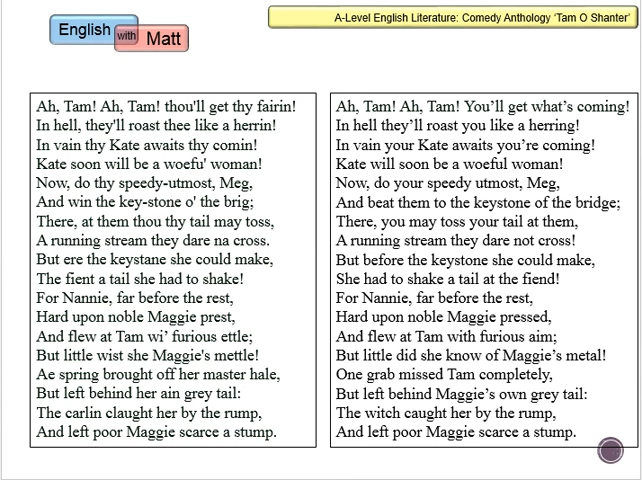 English with Matt
A-Level English Literature: Comedy Anthology ‘Tam O Shanter’
Ah, Tam! Ah, Tam! thou'll get thy fairin!
In hell, they'll roast thee like a herrin!
In vain thy Kate awaits thy comin!
Kate soon will be a woefu' woman!
Now, do thy speedy-utmost, Meg,
And win the key-stone o' the brig;
There, at them thou thy tail may toss,
A running stream they dare na cross.
But ere the keystane she could make,
The fient a tail she had to shake!
For Nannie, far before the rest,
Hard upon noble Maggie prest,
And flew at Tam wi’ furious ettle;
But little wist she Maggie's mettle!
Ae spring brought off her master hale,
But left behind her ain grey tail:
The carlin claught her by the rump,
And left poor Maggie scarce a stump.
Ah, Tam! Ah, Tam! You’ll get what’s coming!
In hell they’ll roast you like a herring!
In vain your Kate awaits you’re coming!
Kate will soon be a woeful woman!
Now, do your speedy utmost, Meg,
And beat them to the keystone of the bridge;
There, you may toss your tail at them,
A running stream they dare not cross!
But before the keystone she could make,
She had to shake a tail at the fiend!
For Nannie, far before the rest,
Hard upon noble Maggie pressed,
And flew at Tam with furious aim;
But little did she know of Maggie’s metal!
One grab missed Tam completely,
But left behind Maggie’s own grey tail:
The witch caught her by the rump,
And left poor Maggie scarce a stump.